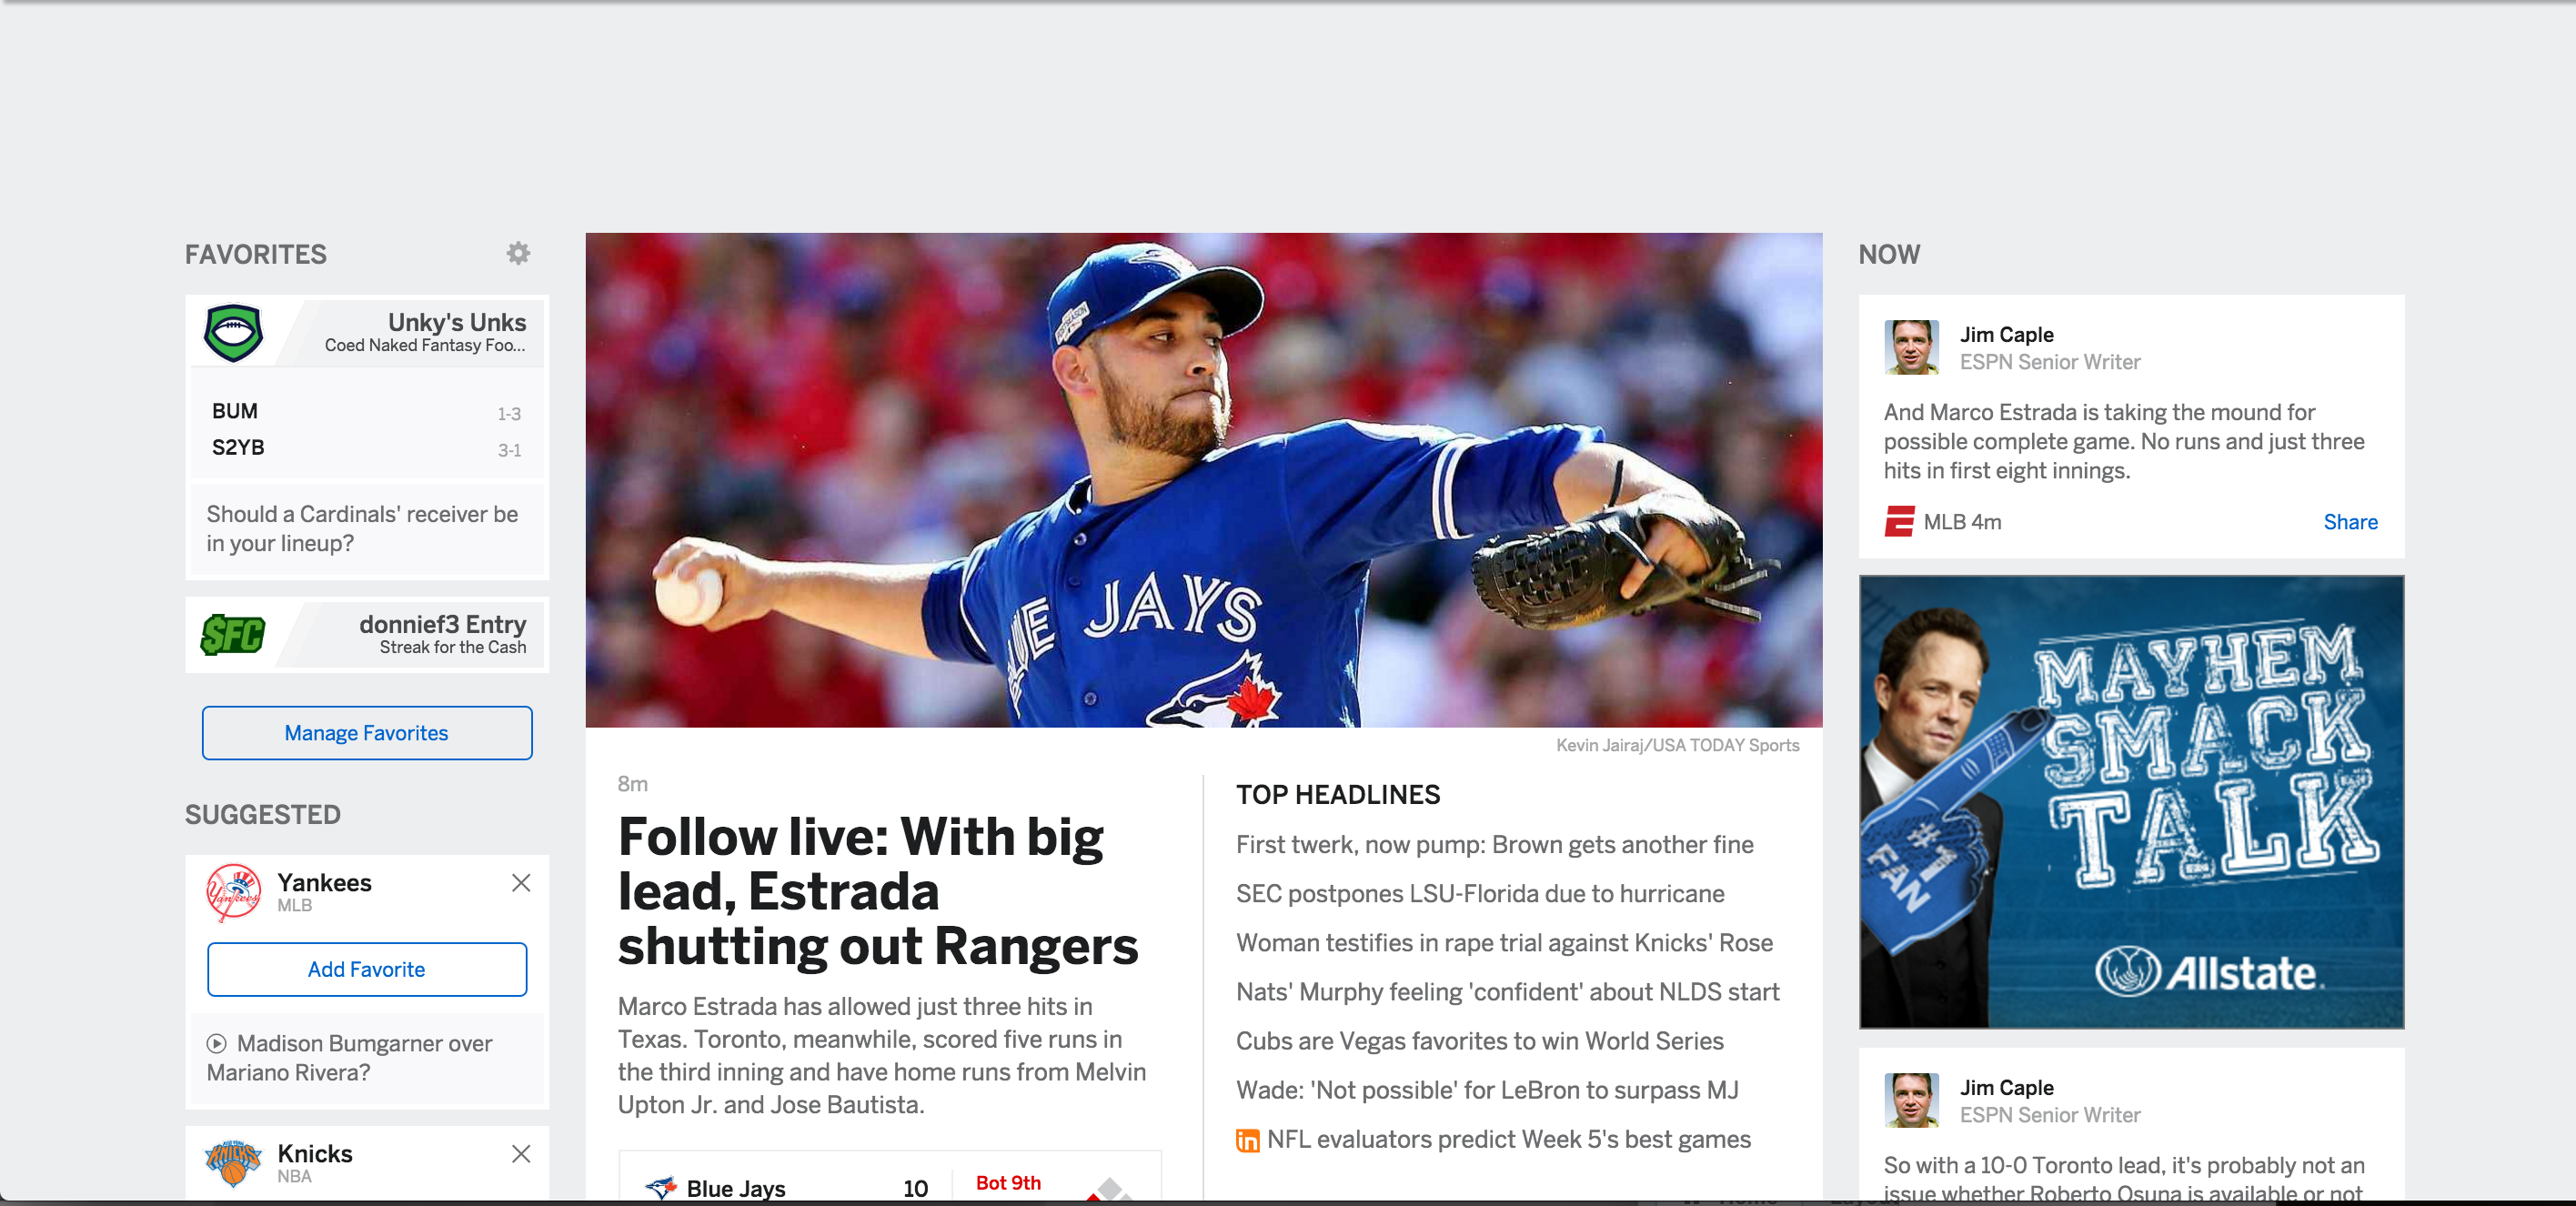 FAVORITES
Unky's Unks
Coed Naked Fantasy Foo...
BUM 1-3
S2YB 3-1
Should a Cardinals' receiver be
in your lineup?
$FC
donnief3 Entry
Streak for the Cash
Manage Favorites
SUGGESTED
Yankees
Yankees
MLB
Add Favorite
Madison Bumgarner over
Mariano Rivera?
KNICKS
Knicks
NBA
POSTSEASON
BLUE JAYS
Kevin Jairaj/USA TODAY Sports
8m
Follow live: With big
lead, Estrada
shutting out Rangers
Marco Estrada has allowed just three hits in
Texas. Toronto, meanwhile, scored five runs in
the third inning and have home runs from Melvin
Upton Jr. and Jose Bautista.
Blue Jays 10 Bot 9th
TOP HEADLINES
First twerk, now pump: Brown gets another fine
SEC postpones LSU-Florida due to hurricane
Woman testifies in rape trial against Knicks' Rose
Nats' Murphy feeling 'confident' about NLDS start
Cubs are Vegas favorites to win World Series
Wade: 'Not possible' for LeBron to surpass MJ
in NFL evaluators predict Week 5's best games
NOW
Jim Caple
ESPN Senior Writer
And Marco Estrada is taking the mound for
possible complete game. No runs and just three
hits in first eight innings.
MLB 4m Share
MAYHEM
SMACK
TALK
#1
FAN
Allstate.
Jim Caple
ESPN Senior Writer
So with a 10-0 Toronto lead, it's probably not an
issue whether Roberto Osuna is available or not